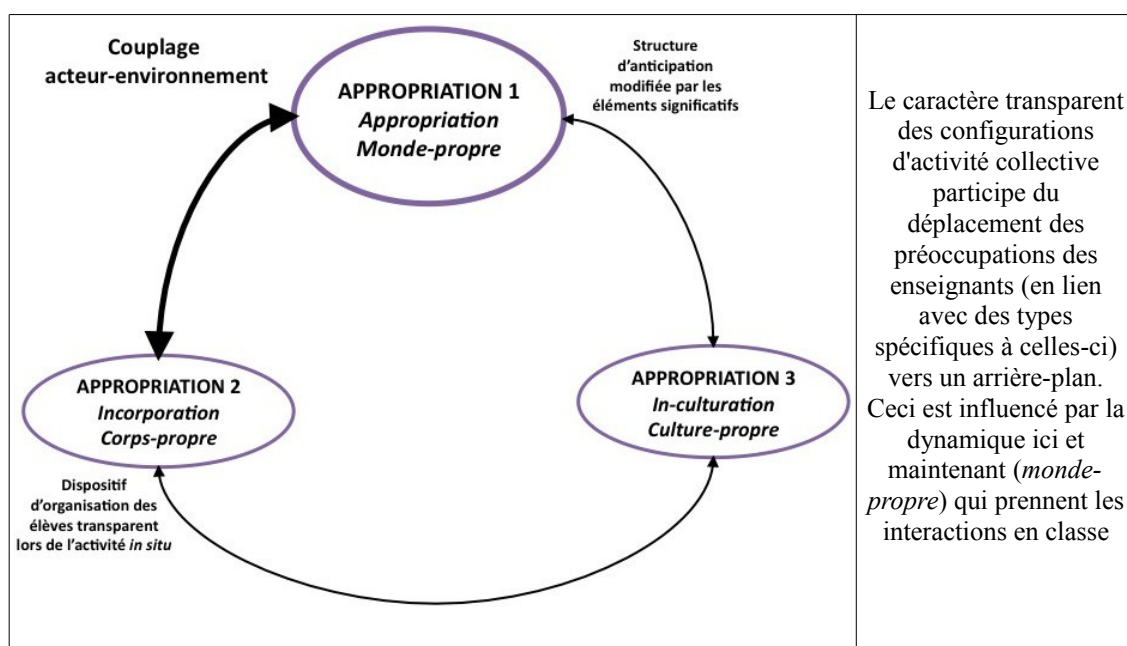 Couplage
acteur-environnement
APPROPRIATION 1
Appropriation
Monde-propre
Structure
d'anticipation
modifiée par les
éléments significatifs
APPROPRIATION 2
Incorporation
Corps-propre
Dispositif
d'organisation des
élèves transparent
lors de l'activité in situ
APPROPRIATION 3
In-culturation
Culture-propre
Le caractère transparent
des configurations
d'activité collective
participe du
déplacement des
préoccupations des
enseignants (en lien
avec des types
spécifiques à celles-ci)
vers un arrière-plan.
Ceci est influencé par la
dynamique ici et
maintenant (monde-
propre) qui prennent les
interactions en classe